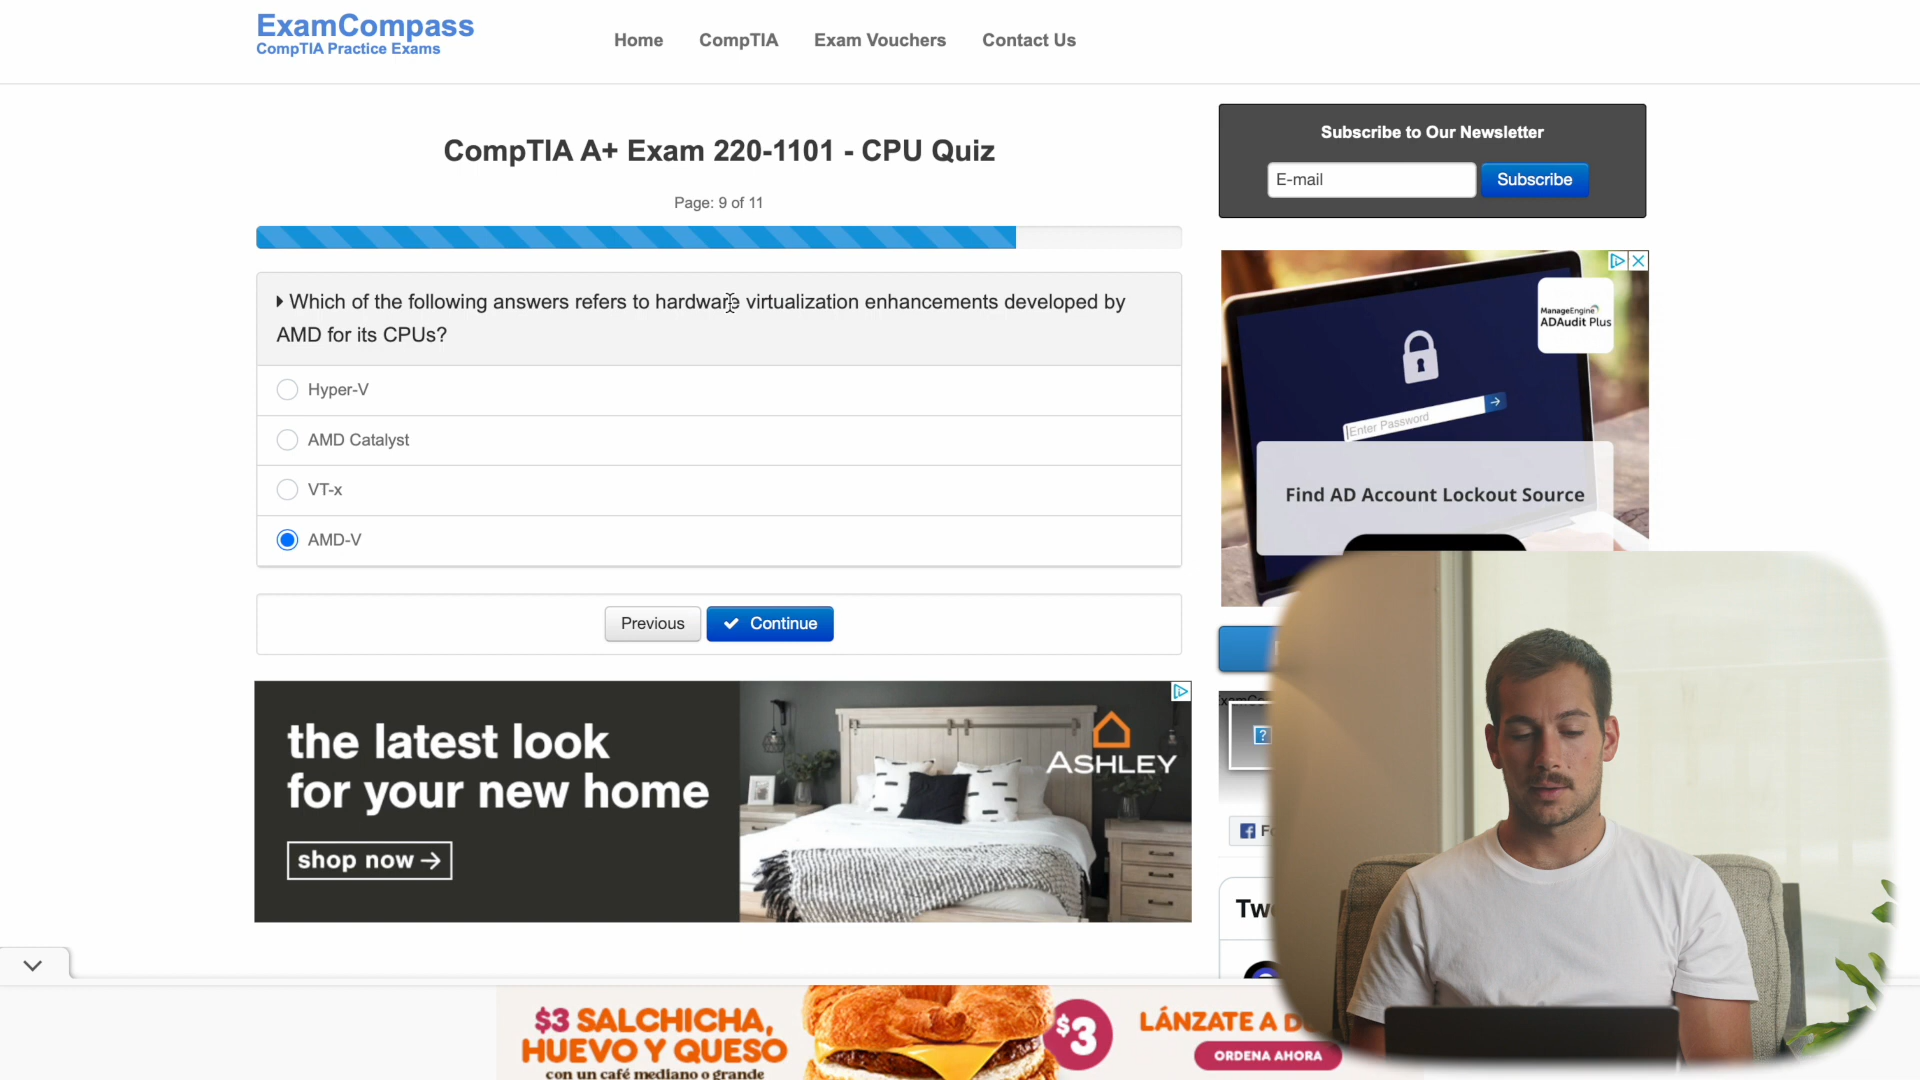 ExamCompass
CompTIA Practice Exams
Home
CompTIA
Exam Vouchers
Contact Us
CompTIA A+ Exam 220-1101 - CPU Quiz
Page: 9 of 11
Which of the following answers refers to hardware virtualization enhancements developed by
AMD for its CPUs?
Hyper-V
AMD Catalyst
VT-x
AMD-V
Previous
Continue
Subscribe to Our Newsletter
E-mail
Subscribe
ManageEngine
ADAudit Plus
Enter Password
Find AD Account Lockout Source
the latest look
for your new home
shop now
ASHLEY
$3 SALCHICHA,
HUEVO Y QUESO
con un café mediano o grande
$3
LÁNZATE A
ORDENA AHORA